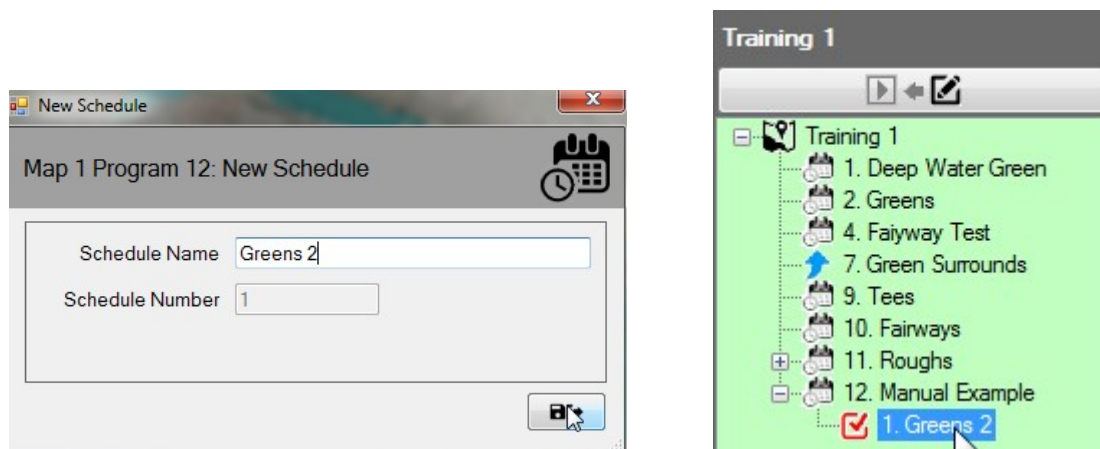 New Schedule
Map 1 Program 12: New Schedule
Schedule Name Greens 2
Schedule Number 1
Training 1
Training 1
1. Deep Water Green
2. Greens
4. Faiyway Test
7. Green Surrounds
9. Tees
10. Fairways
11. Roughs
12. Manual Example
1. Greens 2